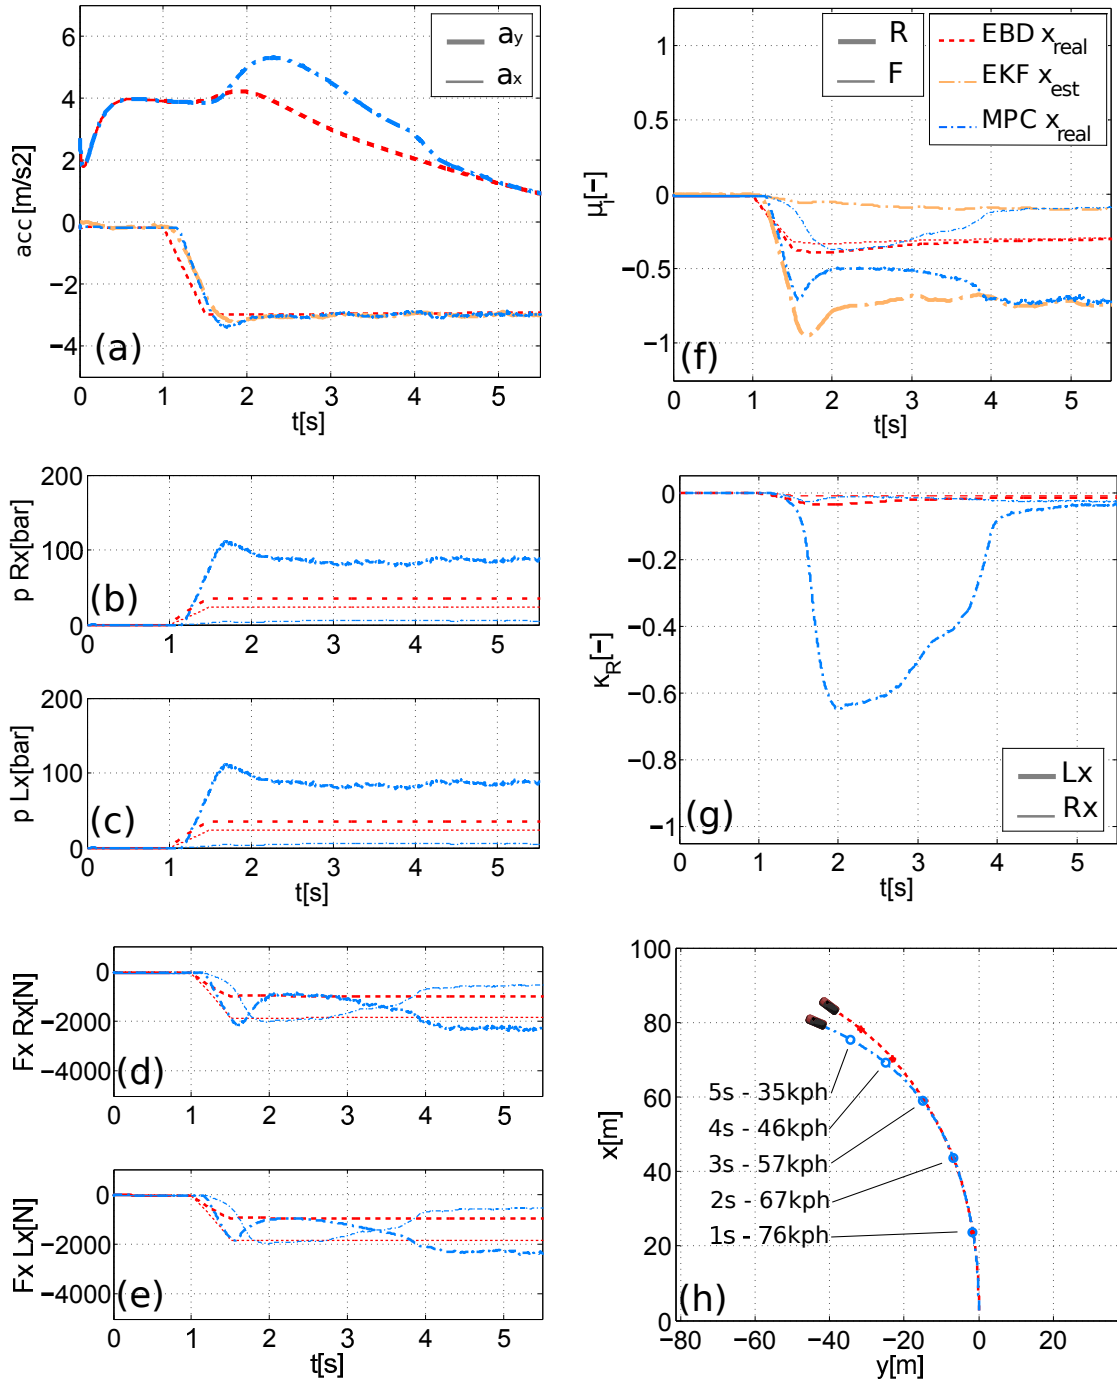 6
4
2
0
−2
−4
acc [m/s2]
ay
ax
(a)
0 1 2 3 4 5
t[s]
1
0.5
0
−0.5
−1
μi[−]
R
F
EBD xreal
EKF xest
MPC xreal
(f)
0 1 2 3 4 5
t[s]
200
100
0
p Rx[bar]
(b)
0 1 2 3 4 5
200
100
0
p Lx[bar]
(c)
0 1 2 3 4 5
t[s]
0
−0.2
−0.4
−0.6
−0.8
−1
κR[−]
Lx
Rx
(g)
0 1 2 3 4 5
t[s]
0
−2000
−4000
Fx Rx[N]
(d)
0 1 2 3 4 5
0
−2000
−4000
Fx Lx[N]
(e)
0 1 2 3 4 5
t[s]
100
80
60
40
20
0
x[m]
5s - 35kph
4s - 46kph
3s - 57kph
2s - 67kph
1s - 76kph
(h)
−80 −60 −40 −20 0 20
y[m]